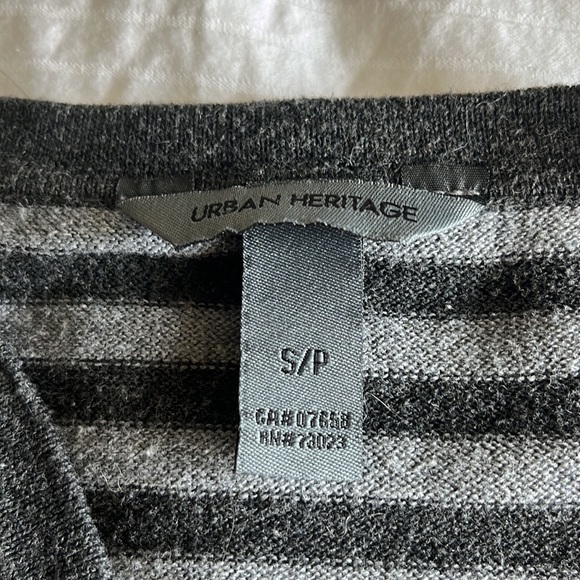 URBAN HERITAGE
S/P
CA#07658
RN#73023